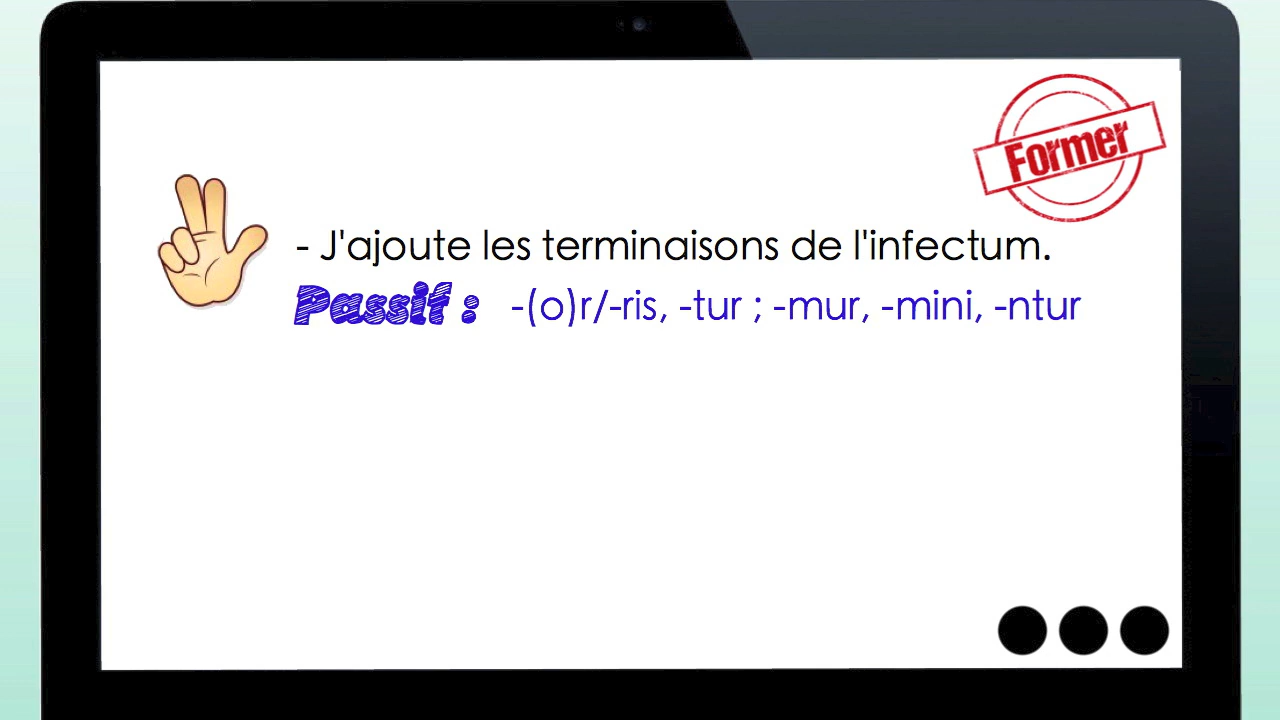 Former
- J'ajoute les terminaisons de l'infectum.
Passif : -(o)r/-ris, -tur ; -mur, -mini, -ntur